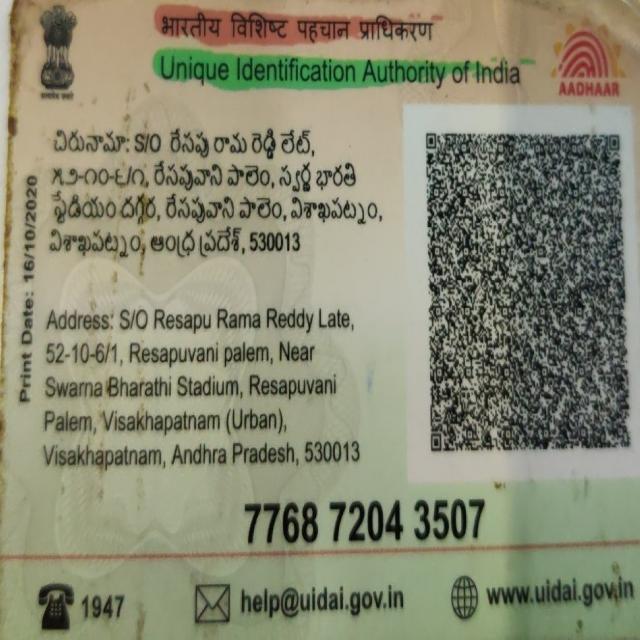 भारतीय विशिष्ट पहचान प्राधिकरण
Unique Identification Authority of India
AADHAAR
చిరునామా: S/O రేసపు రామ రెడ్డి లేట్,
౫౨-౧౦-౬/౧, రేసపువాని పాలెం, స్వర్ణ భారతి
స్టేడియం దగ్గర, రేసపువాని పాలెం, విశాఖపట్నం,
విశాఖపట్నం, ఆంధ్ర ప్రదేశ్, 530013
Print Date: 16/10/2020
Address: S/O Resapu Rama Reddy Late,
52-10-6/1, Resapuvani palem, Near
Swarna Bharathi Stadium, Resapuvani
Palem, Visakhapatnam (Urban),
Visakhapatnam, Andhra Pradesh, 530013
7768 7204 3507
1947
help@uidai.gov.in
www.uidai.gov.in